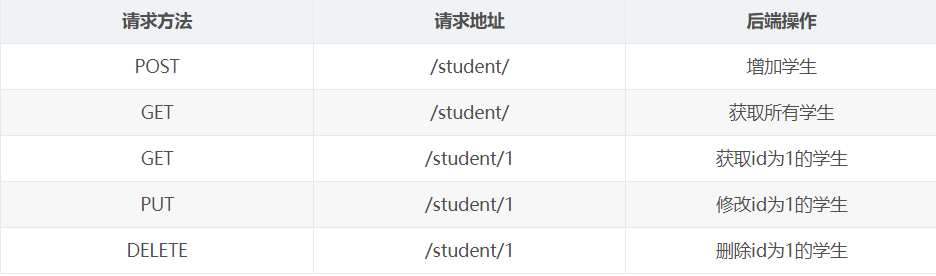 请求方法 请求地址 后端操作
POST /student/ 增加学生
GET /student/ 获取所有学生
GET /student/1 获取id为1的学生
PUT /student/1 修改id为1的学生
DELETE /student/1 删除id为1的学生